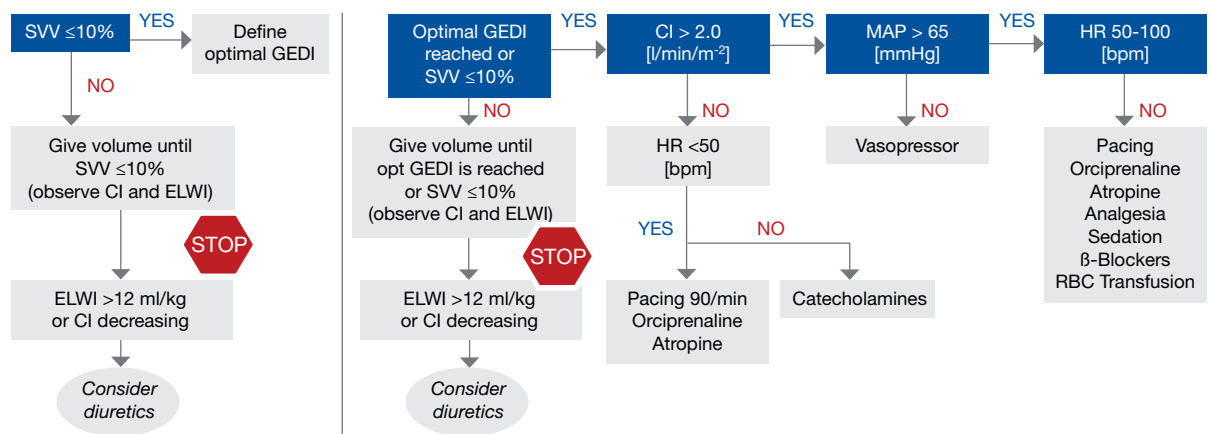 SVV ≤10%
YES
Define
optimal GEDI
NO
Give volume until
SVV ≤10%
(observe CI and ELWI)
STOP
ELWI >12 ml/kg
or CI decreasing
Consider
diuretics
Optimal GEDI
reached or
SVV ≤10%
YES
CI > 2.0
[l/min/m⁻²]
YES
MAP > 65
[mmHg]
YES
HR 50-100
[bpm]
NO
Give volume until
opt GEDI is reached
or SVV ≤10%
(observe CI and ELWI)
STOP
ELWI >12 ml/kg
or CI decreasing
Consider
diuretics
NO
HR <50
[bpm]
YES
NO
Pacing 90/min
Orciprenaline
Atropine
Catecholamines
NO
Vasopressor
NO
Pacing
Orciprenaline
Atropine
Analgesia
Sedation
ß-Blockers
RBC Transfusion